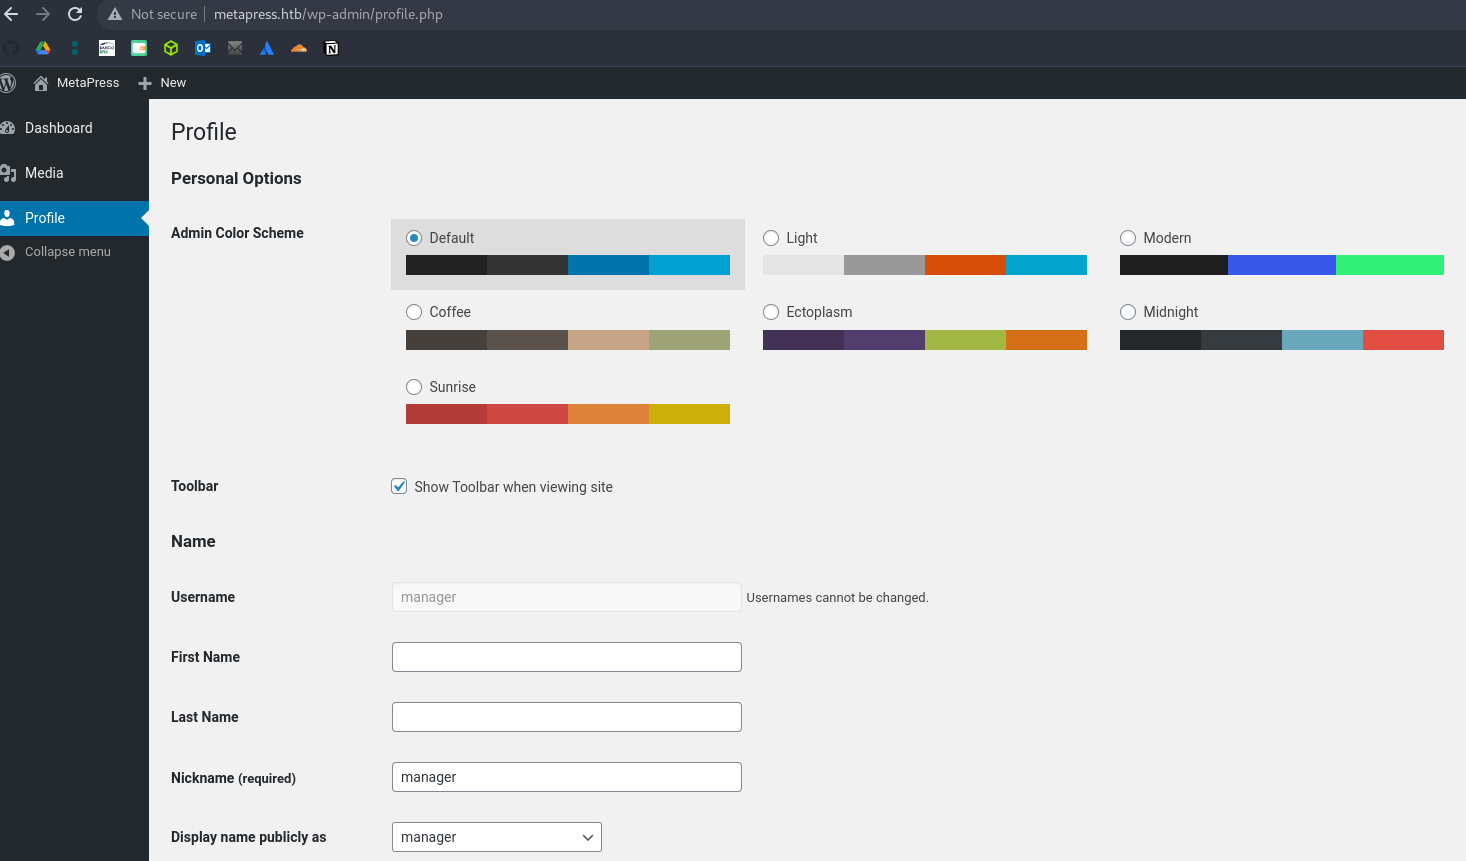 Not secure metapress.htb/wp-admin/profile.php
MetaPress New
Dashboard
Media
Profile
Collapse menu
Profile
Personal Options
Admin Color Scheme
Default Light Modern
Coffee Ectoplasm Midnight
Sunrise
Toolbar Show Toolbar when viewing site
Name
Username manager Usernames cannot be changed.
First Name
Last Name
Nickname (required) manager
Display name publicly as manager